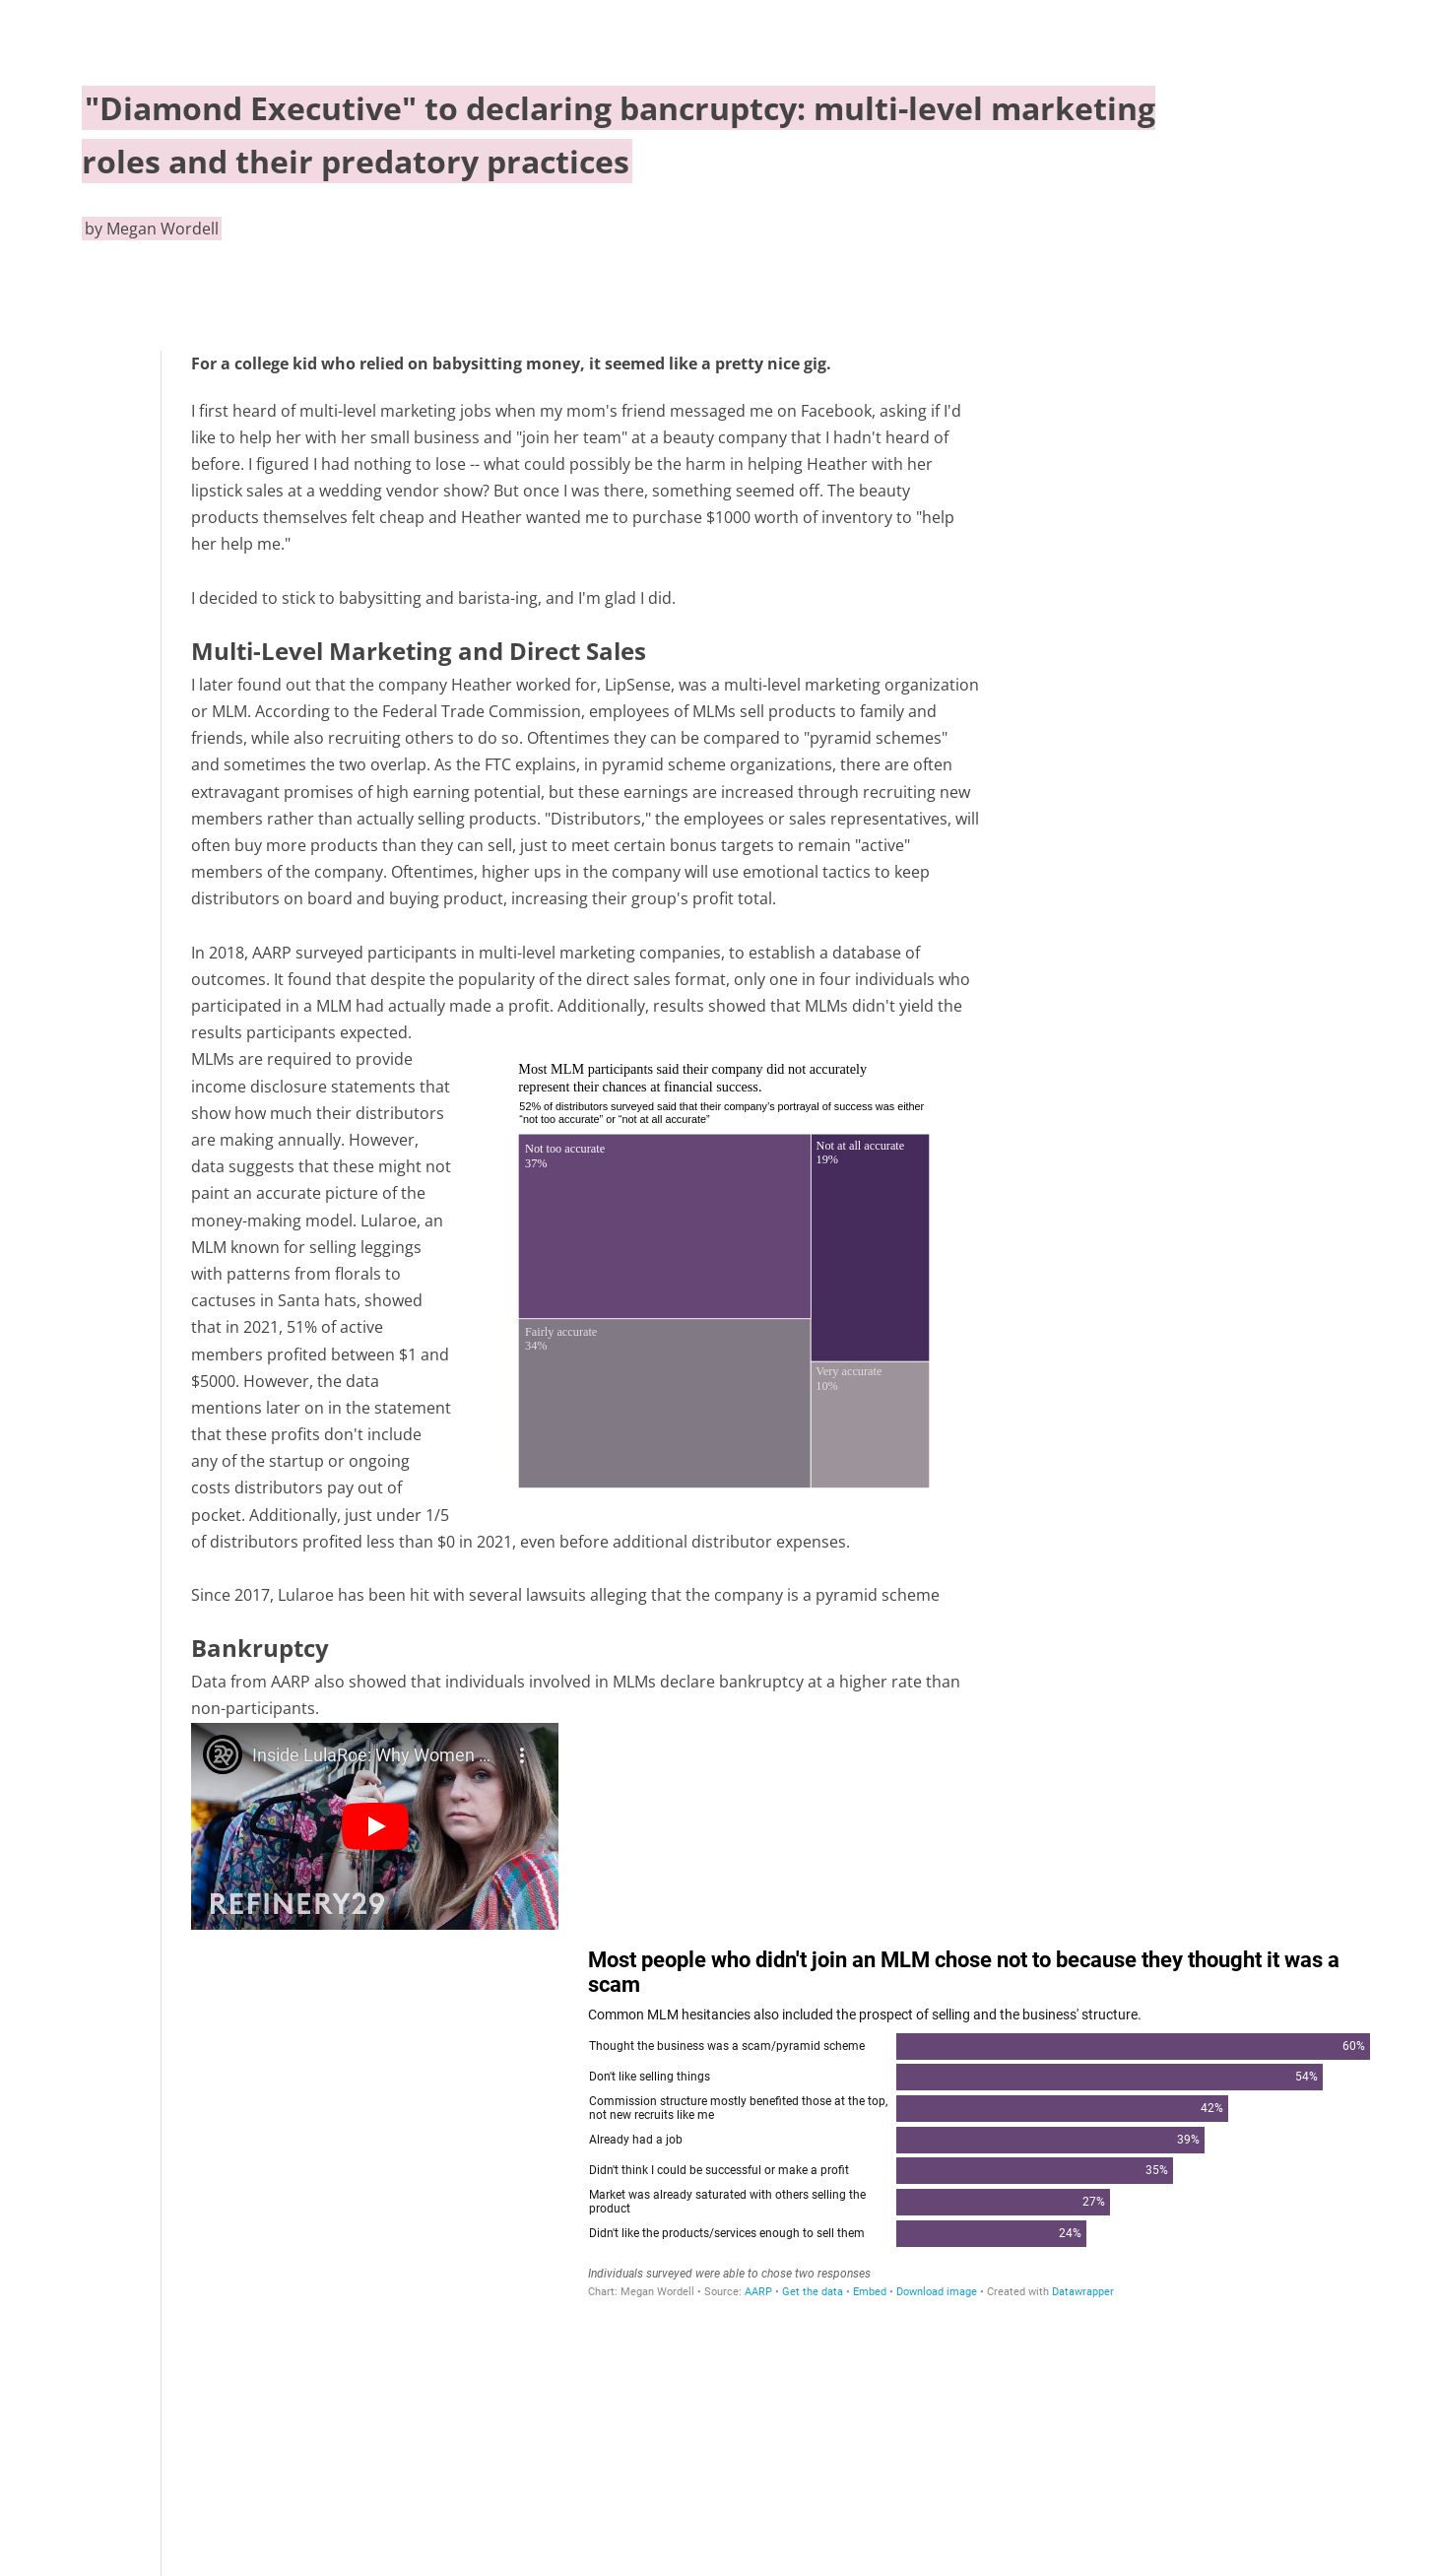 "Diamond Executive" to declaring bancruptcy: multi-level marketing
roles and their predatory practices
by Megan Wordell
For a college kid who relied on babysitting money, it seemed like a pretty nice gig.
I first heard of multi-level marketing jobs when my mom's friend messaged me on Facebook, asking if I'd
like to help her with her small business and "join her team" at a beauty company that I hadn't heard of
before. I figured I had nothing to lose -- what could possibly be the harm in helping Heather with her
lipstick sales at a wedding vendor show? But once I was there, something seemed off. The beauty
products themselves felt cheap and Heather wanted me to purchase $1000 worth of inventory to "help
her help me."
I decided to stick to babysitting and barista-ing, and I'm glad I did.
Multi-Level Marketing and Direct Sales
I later found out that the company Heather worked for, LipSense, was a multi-level marketing organization
or MLM. According to the Federal Trade Commission, employees of MLMs sell products to family and
friends, while also recruiting others to do so. Oftentimes they can be compared to "pyramid schemes"
and sometimes the two overlap. As the FTC explains, in pyramid scheme organizations, there are often
extravagant promises of high earning potential, but these earnings are increased through recruiting new
members rather than actually selling products. "Distributors," the employees or sales representatives, will
often buy more products than they can sell, just to meet certain bonus targets to remain "active"
members of the company. Oftentimes, higher ups in the company will use emotional tactics to keep
distributors on board and buying product, increasing their group's profit total.
In 2018, AARP surveyed participants in multi-level marketing companies, to establish a database of
outcomes. It found that despite the popularity of the direct sales format, only one in four individuals who
participated in a MLM had actually made a profit. Additionally, results showed that MLMs didn't yield the
results participants expected.
MLMs are required to provide
income disclosure statements that
show how much their distributors
are making annually. However,
data suggests that these might not
paint an accurate picture of the
money-making model. Lularoe, an
MLM known for selling leggings
with patterns from florals to
cactuses in Santa hats, showed
that in 2021, 51% of active
members profited between $1 and
$5000. However, the data
mentions later on in the statement
that these profits don't include
any of the startup or ongoing
costs distributors pay out of
pocket. Additionally, just under 1/5
of distributors profited less than $0 in 2021, even before additional distributor expenses.
Most MLM participants said their company did not accurately
represent their chances at financial success.
52% of distributors surveyed said that their company's portrayal of success was either
“not too accurate” or “not at all accurate”
Not too accurate
37%
Not at all accurate
19%
Fairly accurate
34%
Very accurate
10%
Since 2017, Lularoe has been hit with several lawsuits alleging that the company is a pyramid scheme
Bankruptcy
Data from AARP also showed that individuals involved in MLMs declare bankruptcy at a higher rate than
non-participants.
29 Inside LulaRoe: Why Women ...
REFINERY29
Most people who didn't join an MLM chose not to because they thought it was a
scam
Common MLM hesitancies also included the prospect of selling and the business' structure.
Thought the business was a scam/pyramid scheme 60%
Don't like selling things 54%
Commission structure mostly benefited those at the top,
not new recruits like me 42%
Already had a job 39%
Didn't think I could be successful or make a profit 35%
Market was already saturated with others selling the
product 27%
Didn't like the products/services enough to sell them 24%
Individuals surveyed were able to chose two responses
Chart: Megan Wordell • Source: AARP • Get the data • Embed • Download image • Created with Datawrapper